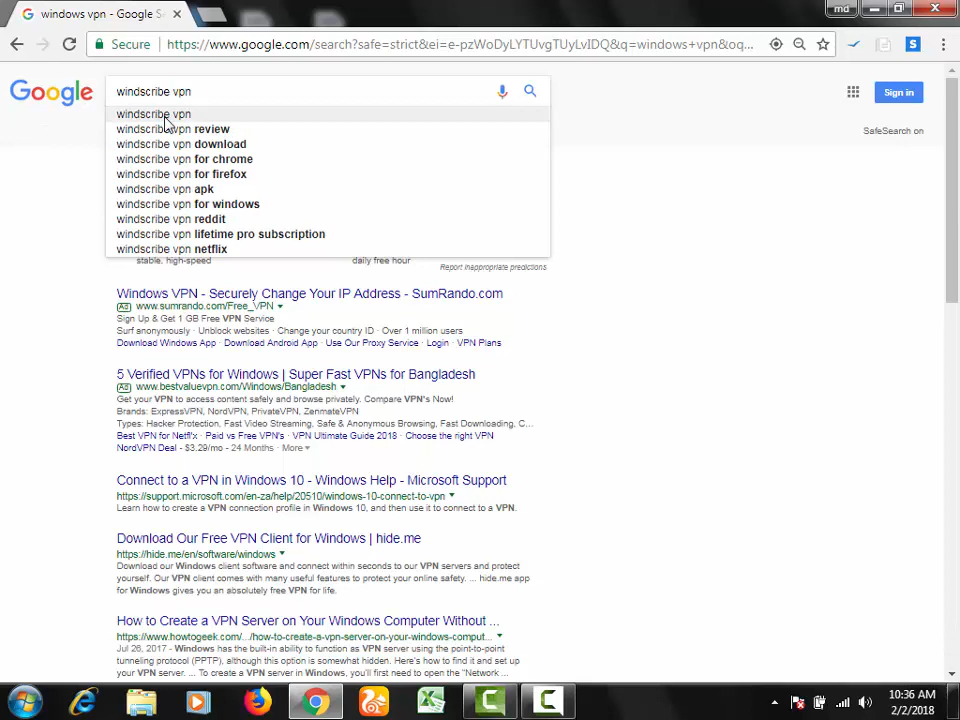 windows vpn - Google Se
md
Secure
https://www.google.com/search?safe=strict&ei=e-pzWoDyLYTUvgTUyLvIDQ&q=windows+vpn&oq...
S
Google
windscribe vpn
Sign in
SafeSearch on
windscribe vpn
windscribe vpn review
windscribe vpn download
windscribe vpn for chrome
windscribe vpn for firefox
windscribe vpn apk
windscribe vpn for windows
windscribe vpn reddit
windscribe vpn lifetime pro subscription
windscribe vpn netflix
stable. high-speed
daily free hour
Report inappropriate predictions
Windows VPN - Securely Change Your IP Address - SumRando.com
Ad www.sumrando.com/Free_VPN
Sign Up & Get 1 GB Free VPN Service
Surf anonymously · Unblock websites · Change your country ID · Over 1 million users
Download Windows App · Download Android App · Use Our Proxy Service · Login · VPN Plans
5 Verified VPNs for Windows | Super Fast VPNs for Bangladesh
Ad www.bestvaluevpn.com/Windows/Bangladesh
Get your VPN to access content safely and browse privately. Compare VPN's Now!
Brands: ExpressVPN, NordVPN, PrivateVPN, ZenmateVPN
Types: Hacker Protection, Fast Video Streaming, Safe & Anonymous Browsing, Fast Downloading, C...
Best VPN for Netfl'x · Paid vs Free VPN's · VPN Ultimate Guide 2018 · Choose the right VPN
NordVPN Deal - $3.29/mo - 24 Months · More
Connect to a VPN in Windows 10 - Windows Help - Microsoft Support
https://support.microsoft.com/en-za/help/20510/windows-10-connect-to-vpn
Learn how to create a VPN connection profile in Windows 10, and then use it to connect to a VPN.
Download Our Free VPN Client for Windows | hide.me
https://hide.me/en/software/windows
Download our Windows client software and connect within seconds to our VPN servers and protect
yourself. Our VPN client comes with many useful features to protect your online safety. ... hide.me app
for Windows gives you an absolutely free VPN for life.
How to Create a VPN Server on Your Windows Computer Without ...
https://www.howtogeek.com/.../how-to-create-a-vpn-server-on-your-windows-comput...
Jul 26, 2017 - Windows has the built-in ability to function as VPN server using the point-to-point
tunneling protocol (PPTP), although this option is somewhat hidden. Here's how to find it and set up
your VPN server. ... To create a VPN server in Windows, you'll first need to open the "Network ...
10:36 AM
2/2/2018